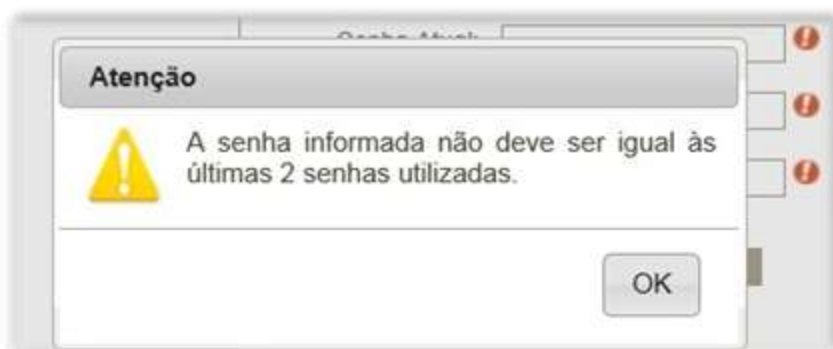 Atenção
A senha informada não deve ser igual às
últimas 2 senhas utilizadas.
OK